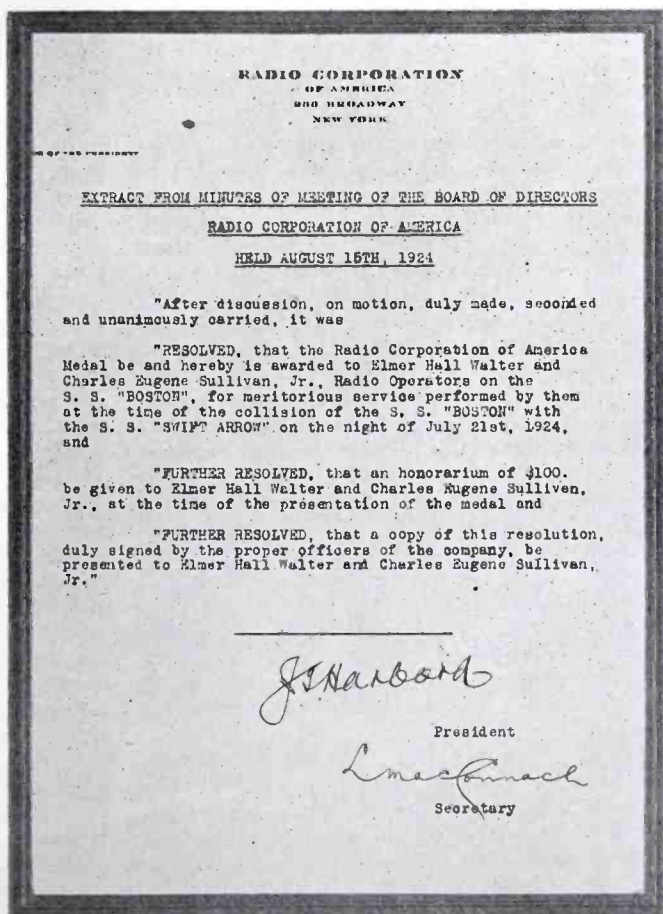 RADIO CORPORATION
OF AMERICA
BROADWAY
NEW YORK
OF THE PRESIDENT
EXTRACT FROM MINUTES OF MEETING OF THE BOARD OF DIRECTORS
RADIO CORPORATION OF AMERICA
HELD AUGUST 15TH, 1924
"After discussion, on motion, duly made, seconded
and unanimously carried, it was
"RESOLVED, that the Radio Corporation of America
Medal be and hereby is awarded to Elmer Hall Walter and
Charles Eugene Sullivan, Jr., Radio Operators on the
S. S. "BOSTON", for meritorious service performed by them
at the time of the collision of the S. S. "BOSTON" with
the S. S. "SWIFT ARROW" on the night of July 21st, 1924,
and
"FURTHER RESOLVED, that an honorarium of $100.
be given to Elmer Hall Walter and Charles Eugene Sullivan,
Jr., at the time of the presentation of the medal and
"FURTHER RESOLVED, that a copy of this resolution,
duly signed by the proper officers of the company, be
presented to Elmer Hall Walter and Charles Eugene Sullivan,
Jr."
J G Harbord
President
L MacConnach
Secretary